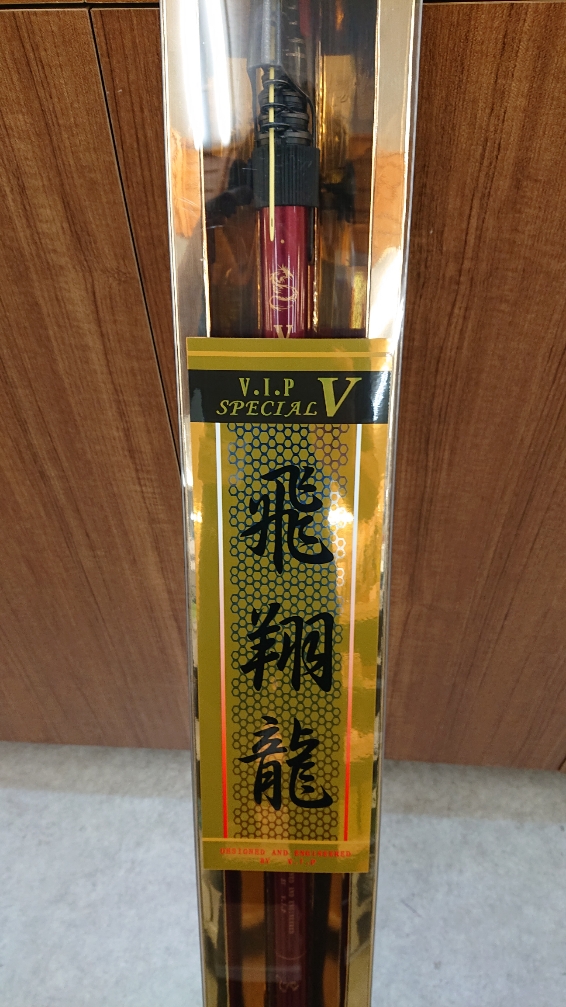 V
V.I.P
SPECIAL V
飛翔龍
DESIGNED AND ENGINEERED